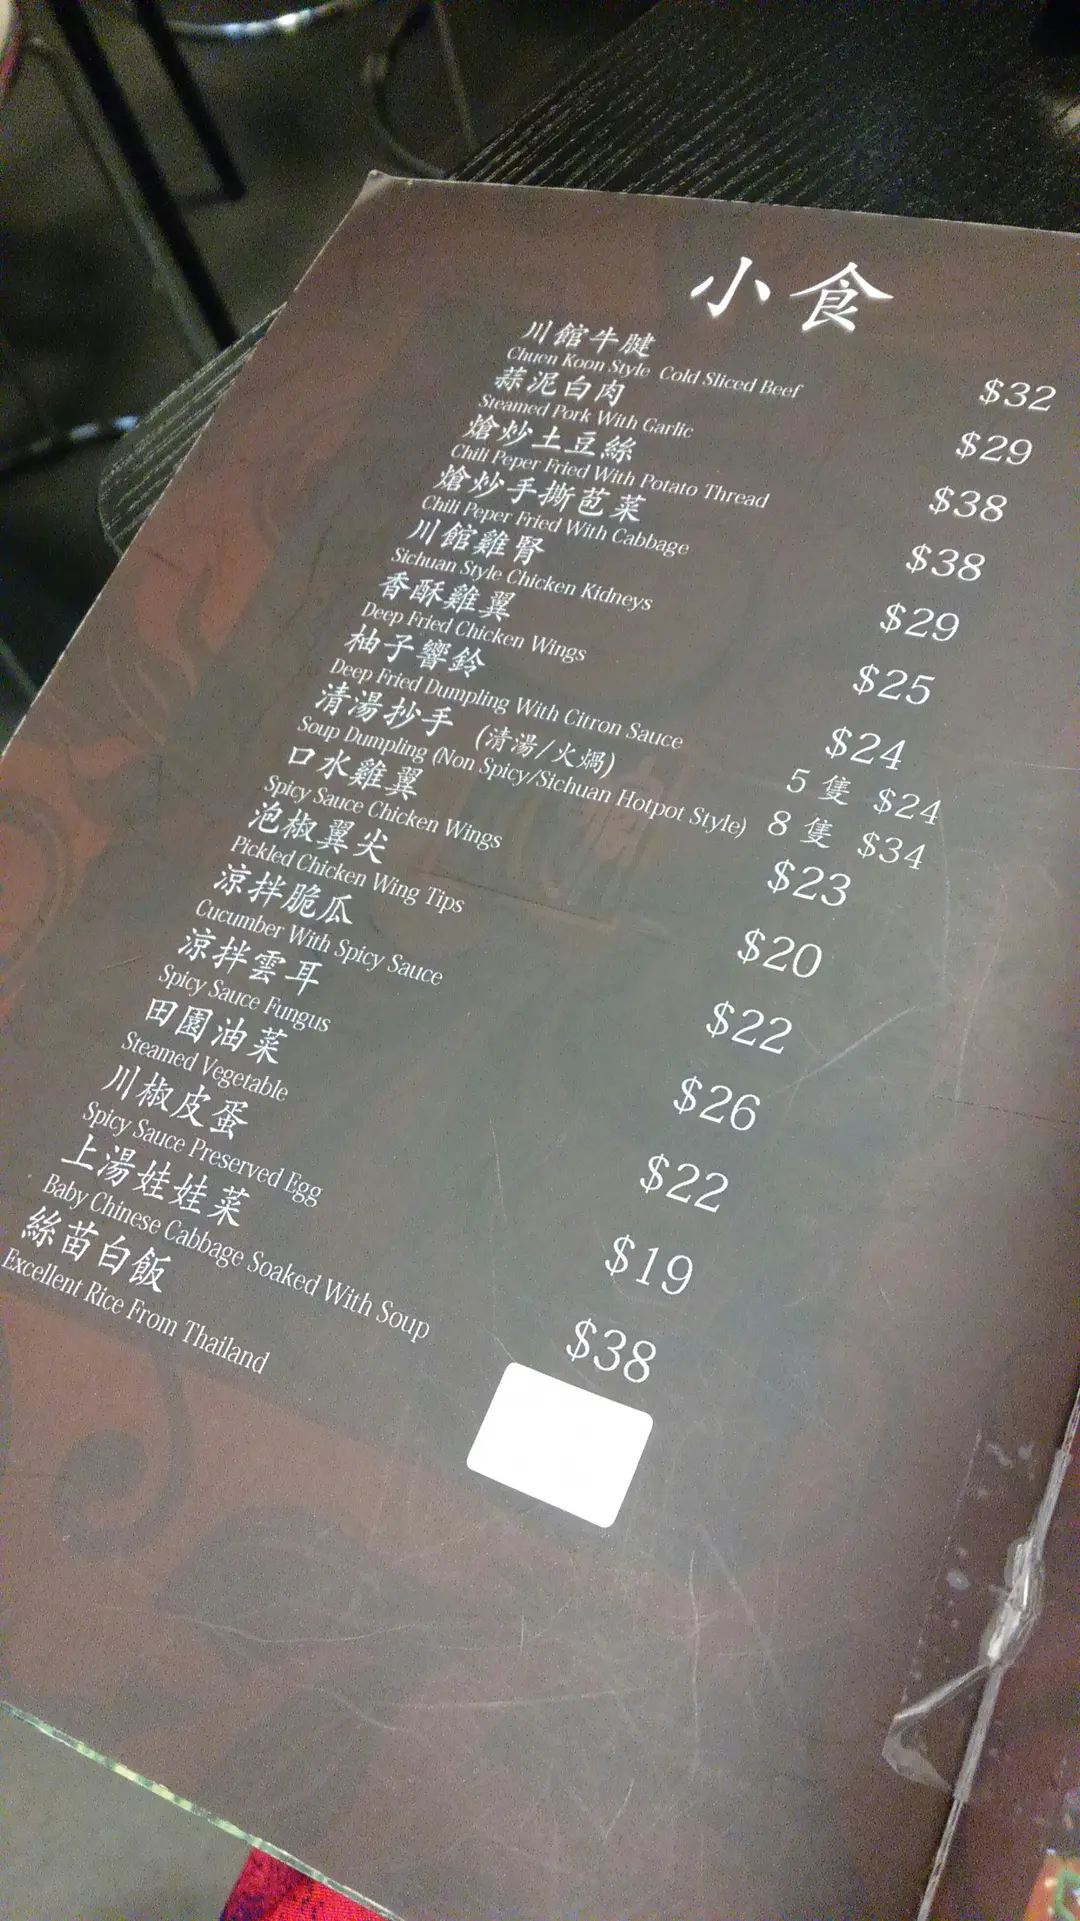 小食
川館牛腱 $32
Chuen Koon Style Cold Sliced Beef
蒜泥白肉 $29
Steamed Pork With Garlic
熗炒土豆絲 $38
Chili Peper Fried With Potato Thread
熗炒手撕苞菜 $38
Chili Peper Fried With Cabbage
川館雞腎 $29
Sichuan Style Chicken Kidneys
香酥雞翼 $25
Deep Fried Chicken Wings
柚子響鈴 $24
Deep Fried Dumpling With Citron Sauce
清湯抄手 (清湯/火焗) 5 隻 $24
Soup Dumpling (Non Spicy/Sichuan Hotpot Style) 8 隻 $34
口水雞翼 $23
Spicy Sauce Chicken Wings
泡椒翼尖 $20
Pickled Chicken Wing Tips
涼拌脆瓜 $22
Cucumber With Spicy Sauce
涼拌雲耳 $26
Spicy Sauce Fungus
田園油菜 $22
Steamed Vegetable
川椒皮蛋 $19
Spicy Sauce Preserved Egg
上湯娃娃菜 $38
Baby Chinese Cabbage Soaked With Soup
絲苗白飯
Excellent Rice From Thailand